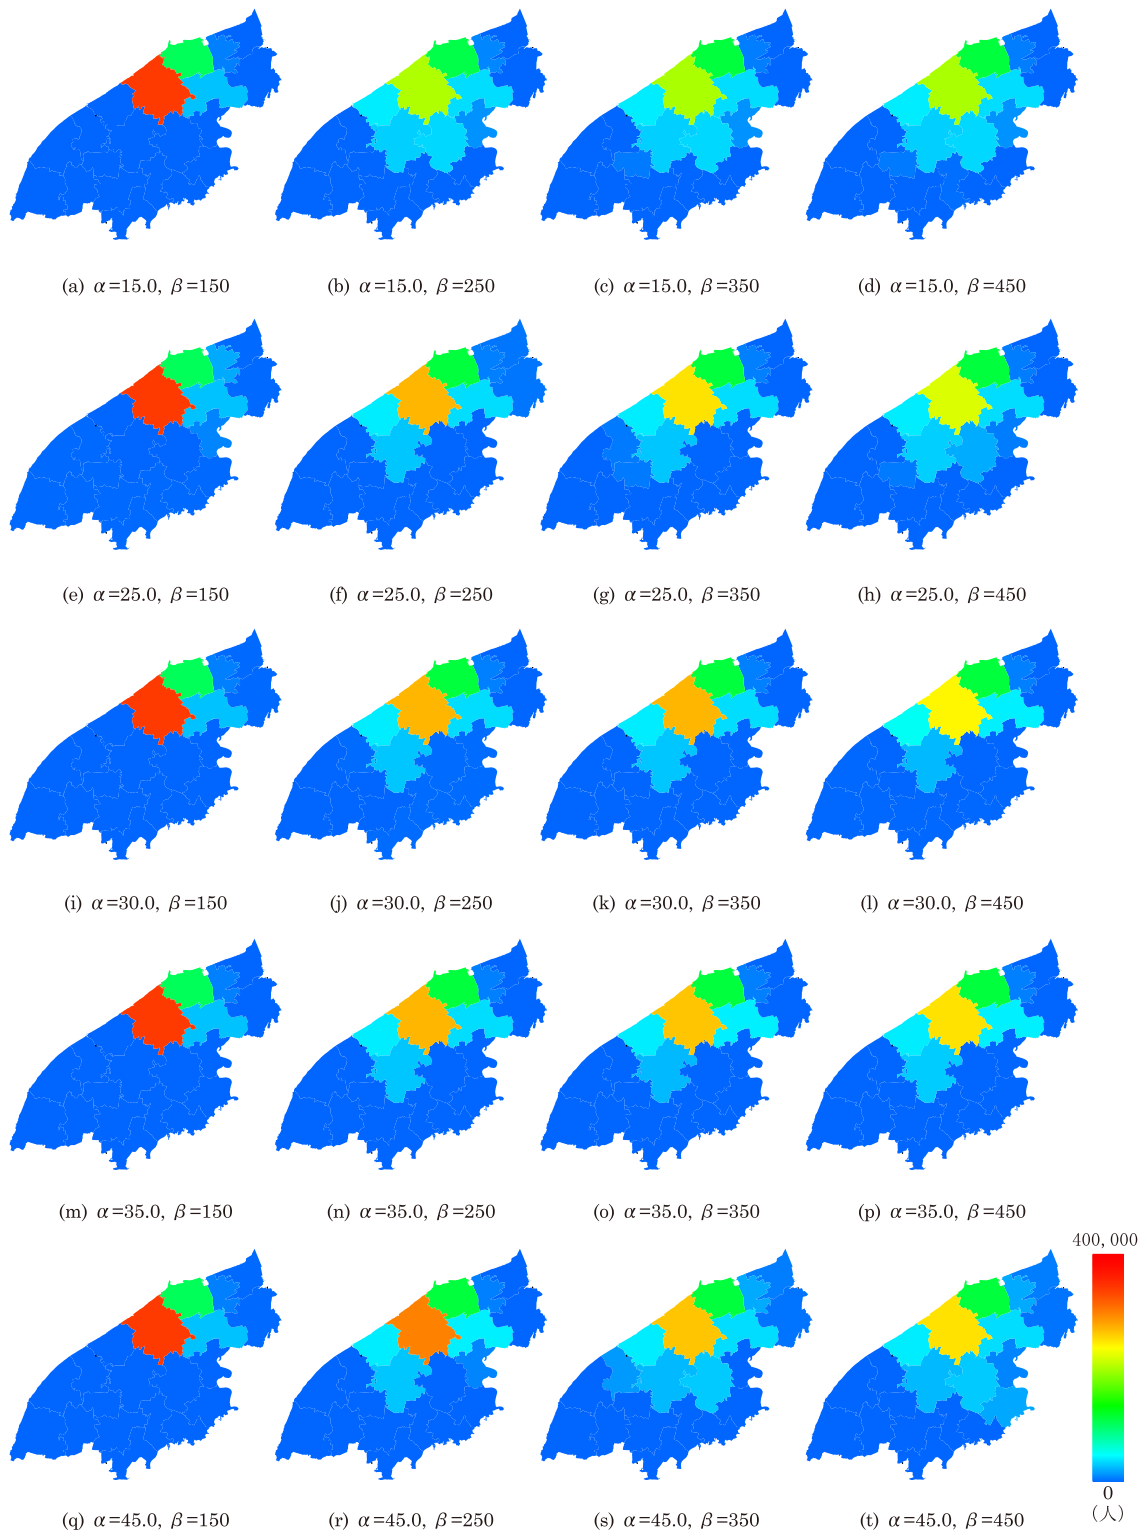 (a) α=15.0, β=150
(b) α=15.0, β=250
(c) α=15.0, β=350
(d) α=15.0, β=450
(e) α=25.0, β=150
(f) α=25.0, β=250
(g) α=25.0, β=350
(h) α=25.0, β=450
(i) α=30.0, β=150
(j) α=30.0, β=250
(k) α=30.0, β=350
(l) α=30.0, β=450
(m) α=35.0, β=150
(n) α=35.0, β=250
(o) α=35.0, β=350
(p) α=35.0, β=450
400,000
0
(人)
(q) α=45.0, β=150
(r) α=45.0, β=250
(s) α=45.0, β=350
(t) α=45.0, β=450